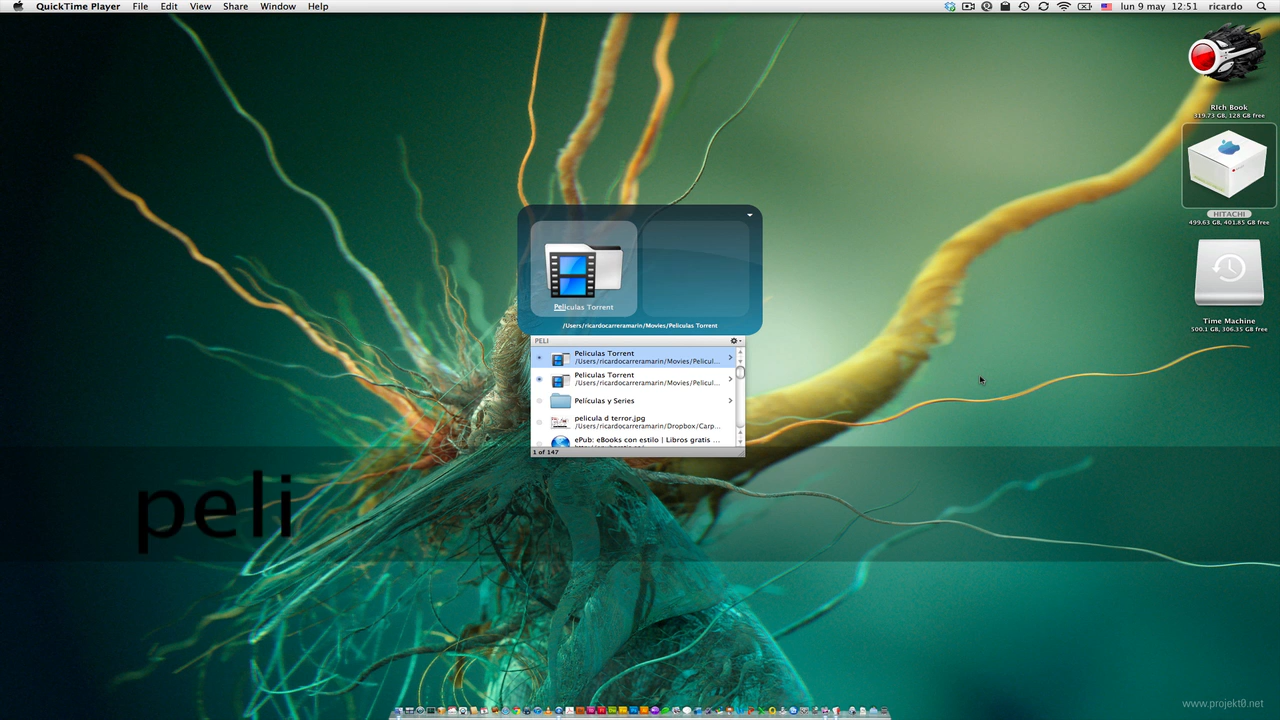 QuickTime Player File Edit View Share Window Help lun 9 may 12:51 ricardo
RIch Book
319.73 GB, 128 GB free
HITACHI
499.63 GB, 401.85 GB free
Time Machine
500.1 GB, 306.35 GB free
Peliculas Torrent
/Users/ricardocarreramarin/Movies/Peliculas Torrent
PELI
Peliculas Torrent
/Users/ricardocarreramarin/Movies/Pelicul...
Peliculas Torrent
/Users/ricardocarreramarin/Movies/Pelicul...
Películas y Series
pelicula d terror.jpg
/Users/ricardocarreramarin/Dropbox/Carp...
ePub: eBooks con estilo | Libros gratis ...
1 of 147
peli
www.projekt0.net